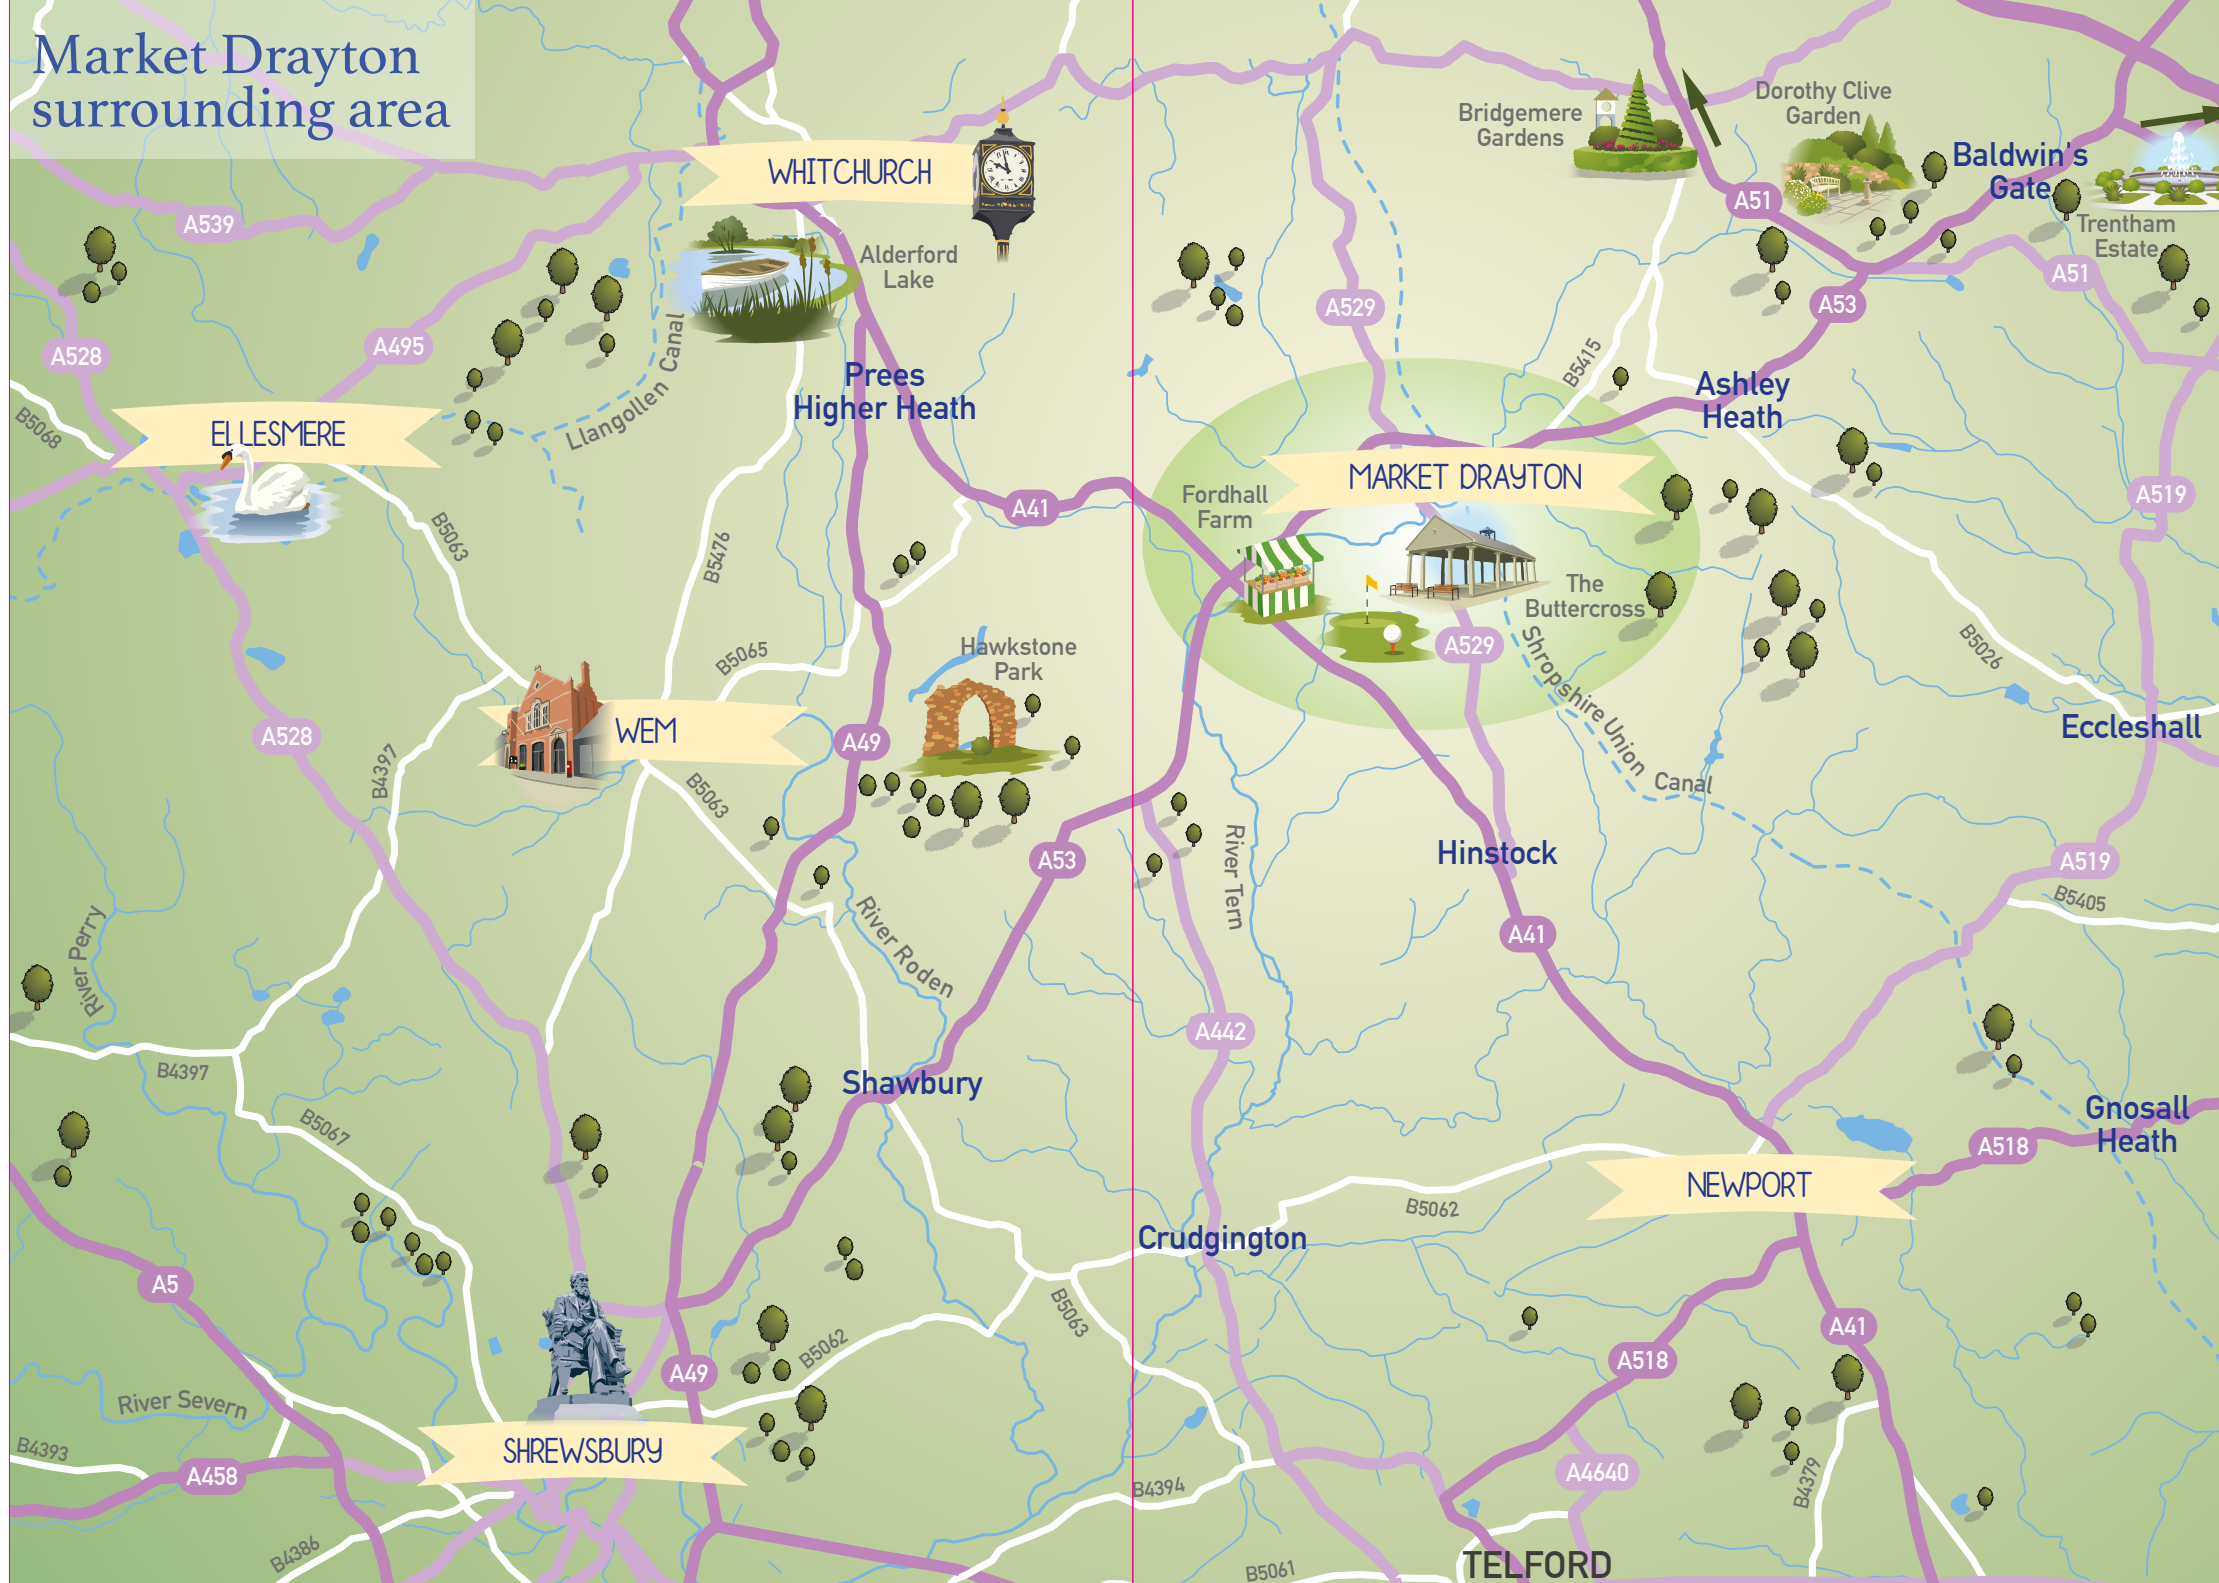 Market Drayton
surrounding area
WHITCHURCH
Bridgemere
Gardens
Dorothy Clive
Garden
Baldwin's
Gate
Trentham
Estate
A51
A51
A53
A539
A528
A495
B5068
Alderford
Lake
Llangollen Canal
A529
B5415
Prees
Higher Heath
Ashley
Heath
ELLESMERE
MARKET DRAYTON
Fordhall
Farm
A41
A519
B5063
B5476
The
Buttercross
A529
Shropshire Union Canal
B5026
B5065
Hawkstone
Park
Eccleshall
WEM
A528
A49
B4397
B5063
River Tern
Hinstock
A53
A519
B5405
River Perry
River Roden
A41
A442
B4397
Shawbury
B5067
Gnosall
Heath
A518
NEWPORT
B5062
Crudgington
A5
B5063
B5062
A41
A518
A49
River Severn
SHREWSBURY
B4393
A458
A4640
B4394
B4379
B4386
B5061
TELFORD